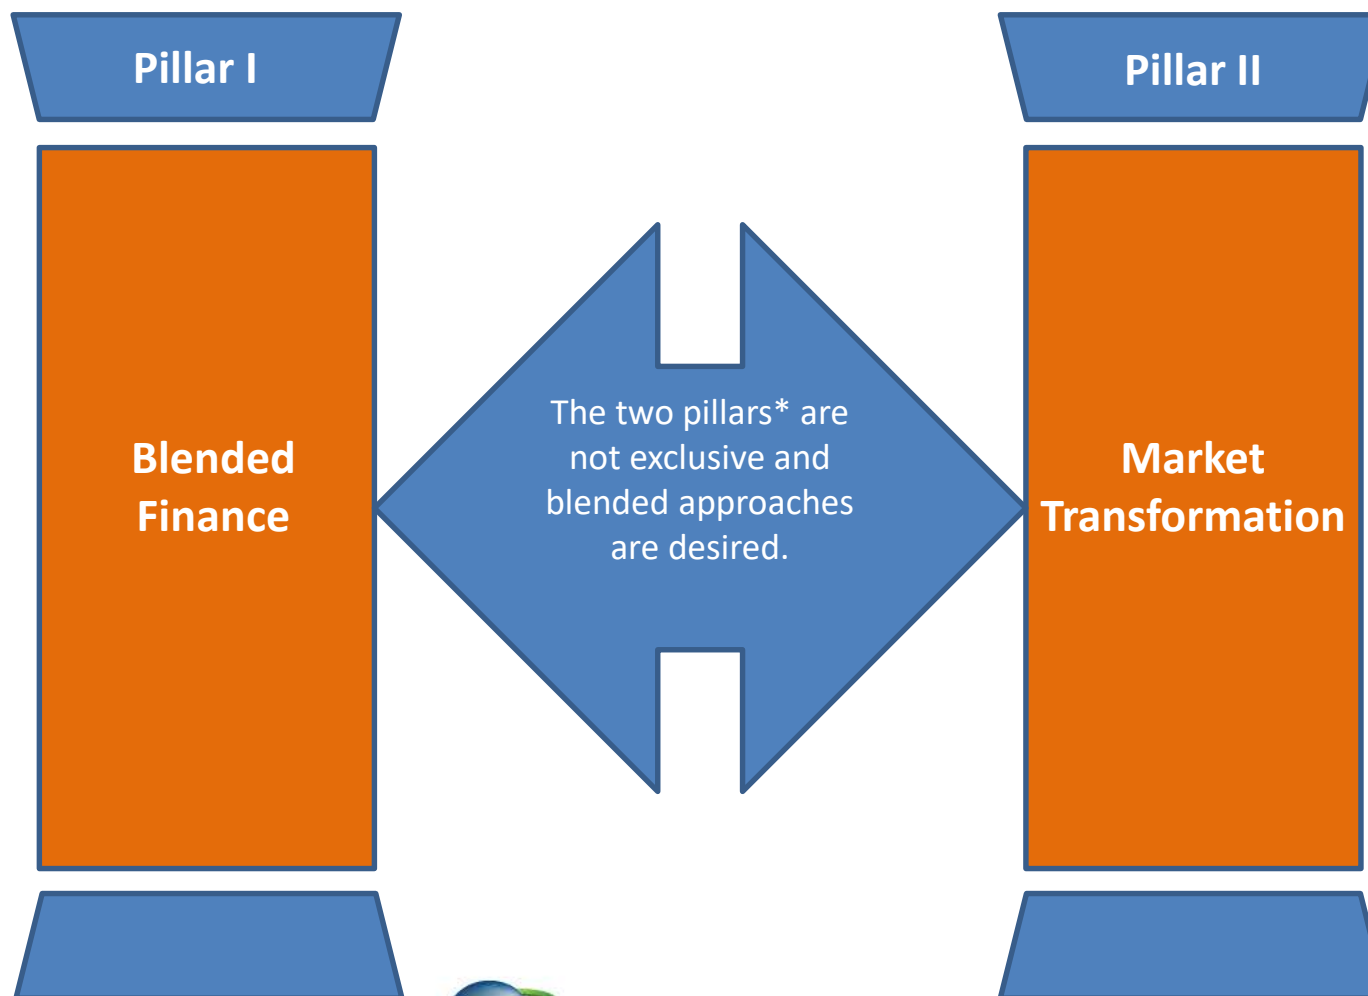 Pillar I
Pillar II
Blended
Finance
The two pillars* are
not exclusive and
blended approaches
are desired.
Market
Transformation